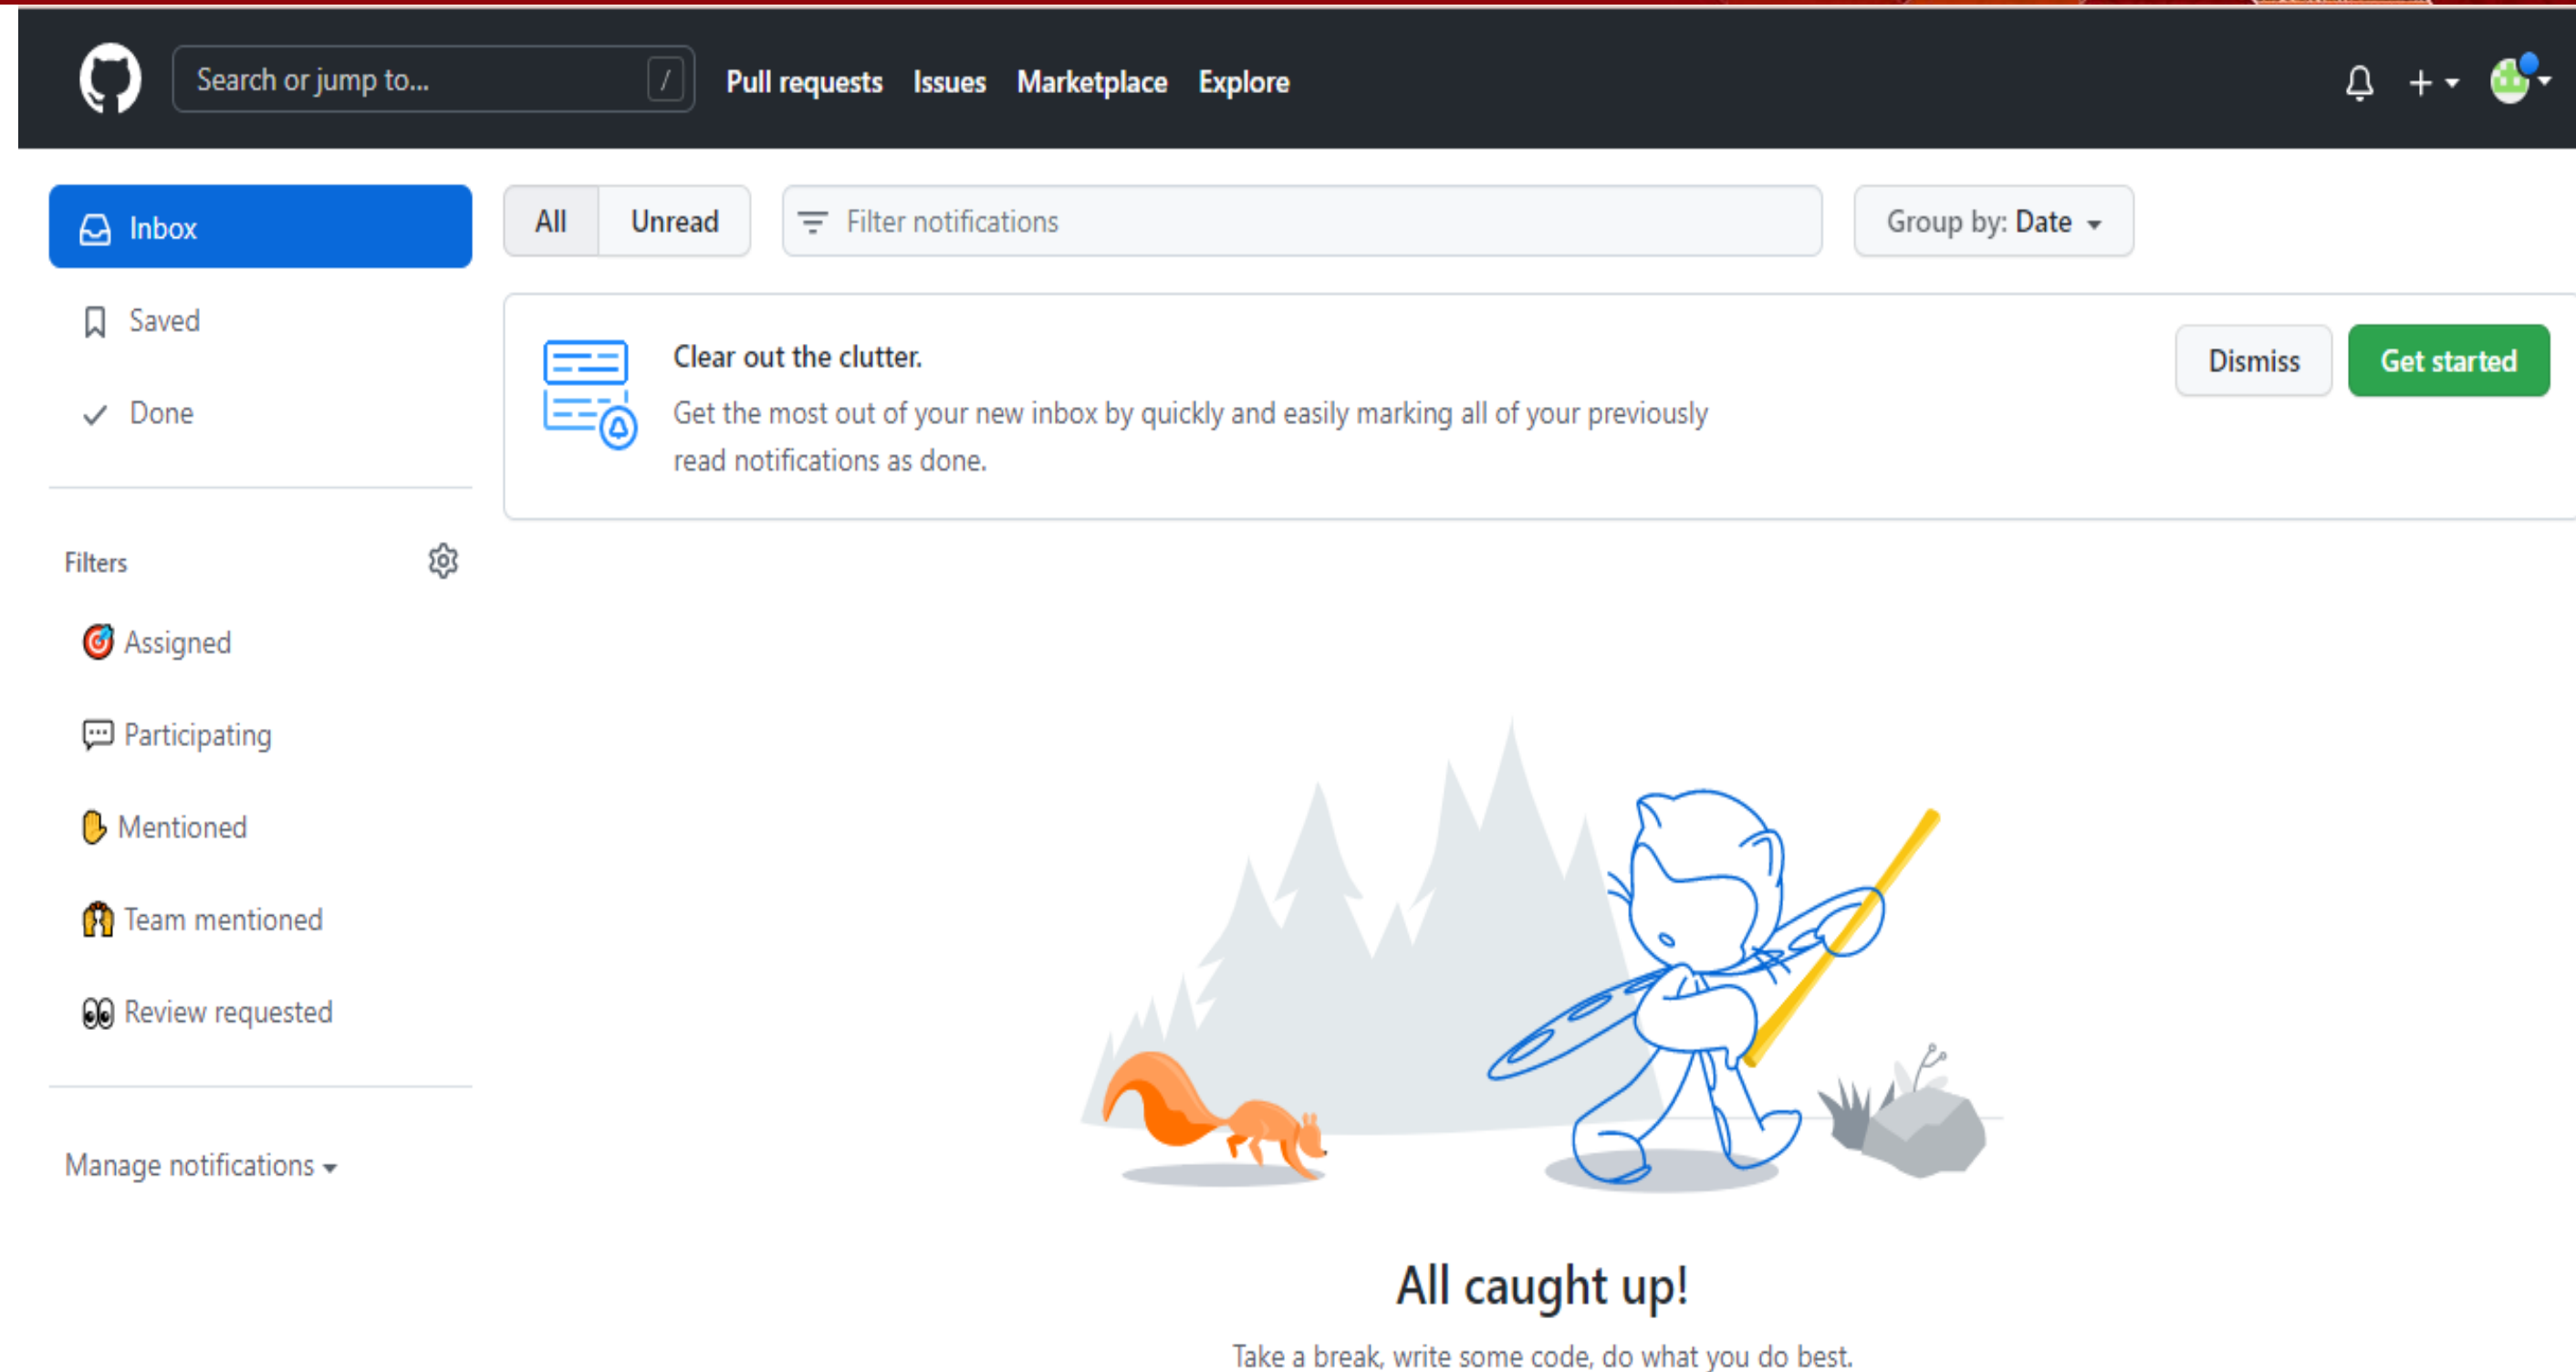 Search or jump to... /
Pull requests Issues Marketplace Explore
Inbox
Saved
Done
Filters
Assigned
Participating
Mentioned
Team mentioned
Review requested
Manage notifications
All Unread
Filter notifications
Group by: Date
Clear out the clutter.
Get the most out of your new inbox by quickly and easily marking all of your previously
read notifications as done.
Dismiss Get started
All caught up!
Take a break, write some code, do what you do best.